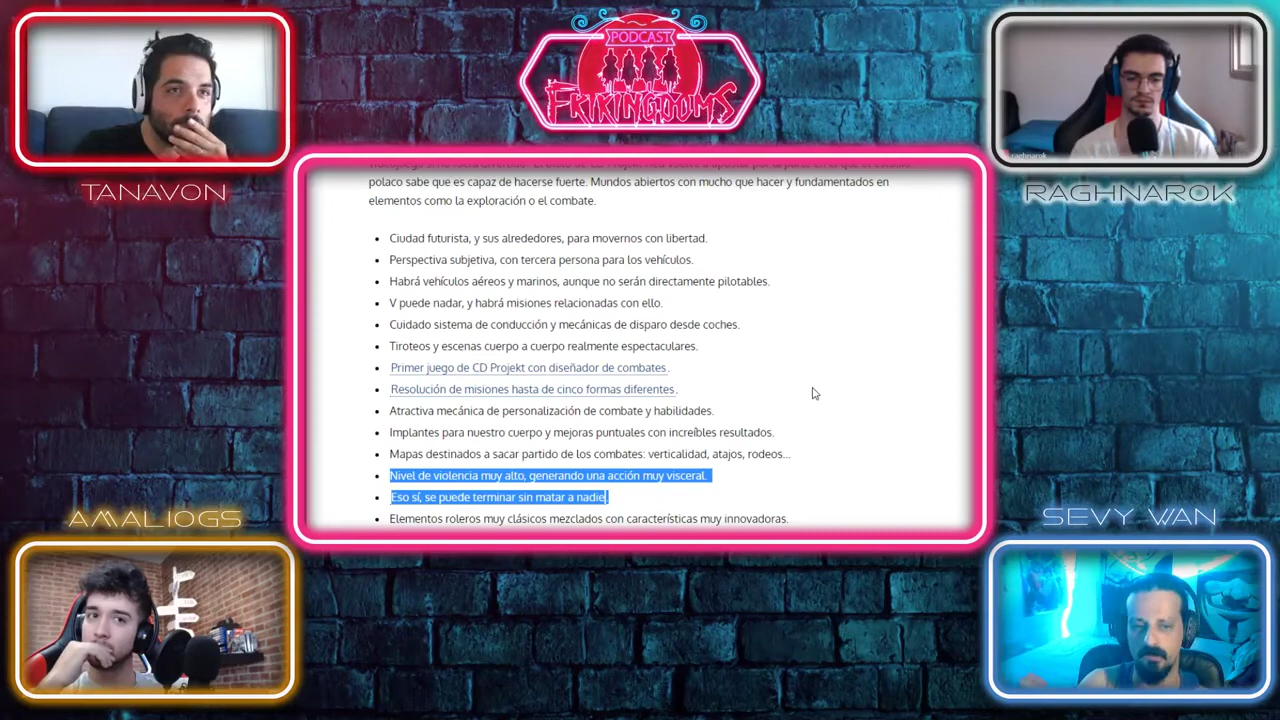 PODCAST
FRIKINGDOMS
TANAVON
raghnarok
RAGHNAROK
polaco sabe que es capaz de hacerse fuerte. Mundos abiertos con mucho que hacer y fundamentados en
elementos como la exploración o el combate.
• Ciudad futurista, y sus alrededores, para movernos con libertad.
• Perspectiva subjetiva, con tercera persona para los vehículos.
• Habrá vehículos aéreos y marinos, aunque no serán directamente pilotables.
• V puede nadar, y habrá misiones relacionadas con ello.
• Cuidado sistema de conducción y mecánicas de disparo desde coches.
• Tiroteos y escenas cuerpo a cuerpo realmente espectaculares.
• Primer juego de CD Projekt con diseñador de combates.
• Resolución de misiones hasta de cinco formas diferentes.
• Atractiva mecánica de personalización de combate y habilidades.
• Implantes para nuestro cuerpo y mejoras puntuales con increíbles resultados.
• Mapas destinados a sacar partido de los combates: verticalidad, atajos, rodeos...
• Nivel de violencia muy alto, generando una acción muy visceral.
• Eso sí, se puede terminar sin matar a nadie.
• Elementos roleros muy clásicos mezclados con características muy innovadoras.
AMALIOGS
SEVY WAN